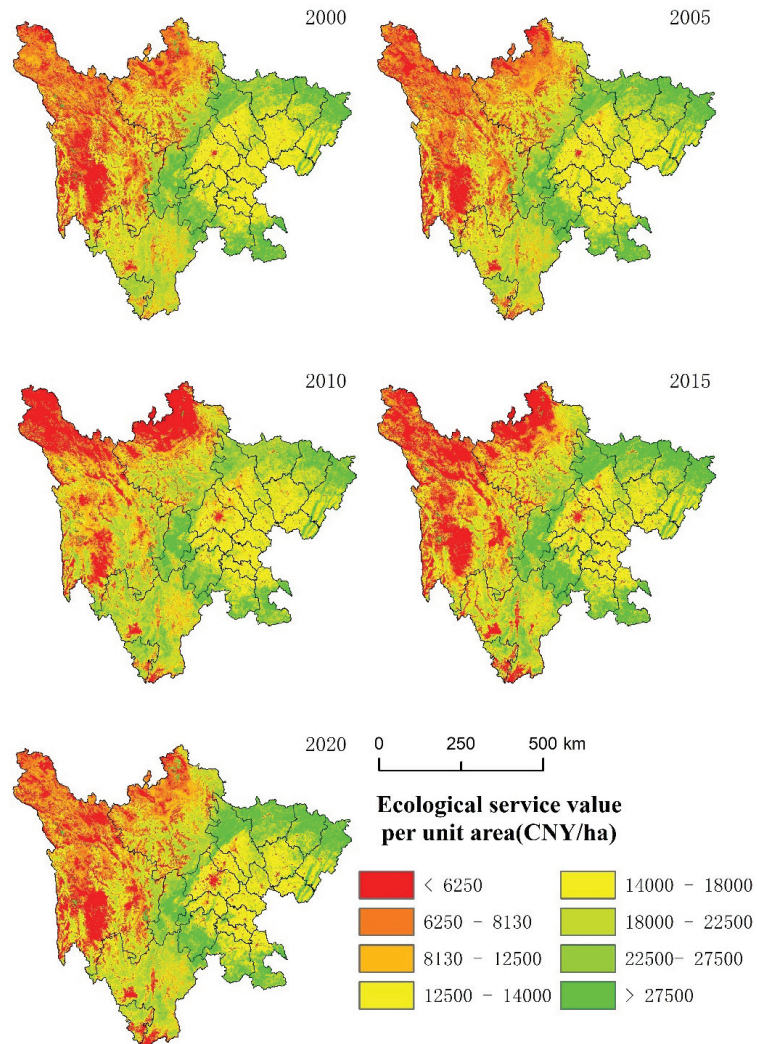 2000
2005
2010
2015
2020
0 250 500 km
Ecological service value
per unit area(CNY/ha)
< 6250
6250 - 8130
8130 - 12500
12500 - 14000
14000 - 18000
18000 - 22500
22500- 27500
> 27500